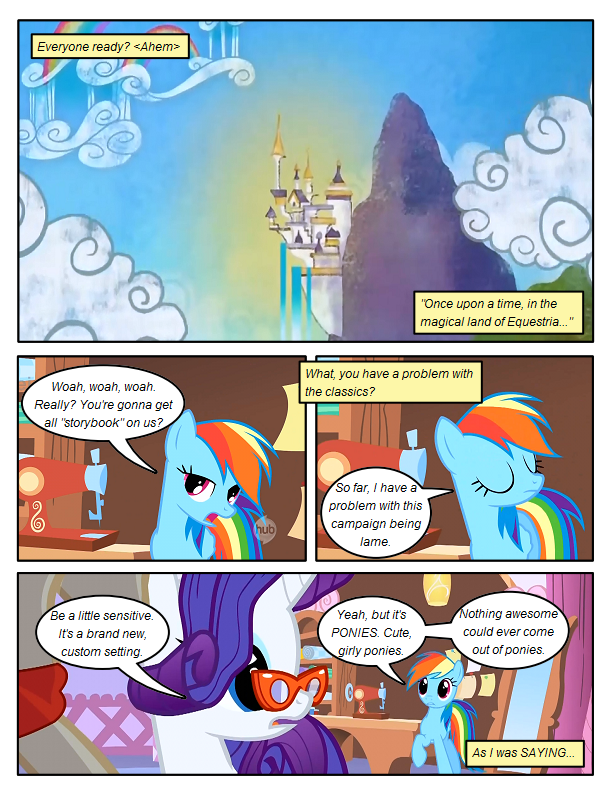 Everyone ready? <Ahem>
"Once upon a time, in the
magical land of Equestria..."
Woah, woah, woah.
Really? You're gonna get
all "storybook" on us?
hub
What, you have a problem with
the classics?
So far, I have a
problem with this
campaign being
lame.
Be a little sensitive.
It's a brand new,
custom setting.
Yeah, but it's
PONIES. Cute,
girly ponies.
Nothing awesome
could ever come
out of ponies.
As I was SAYING...